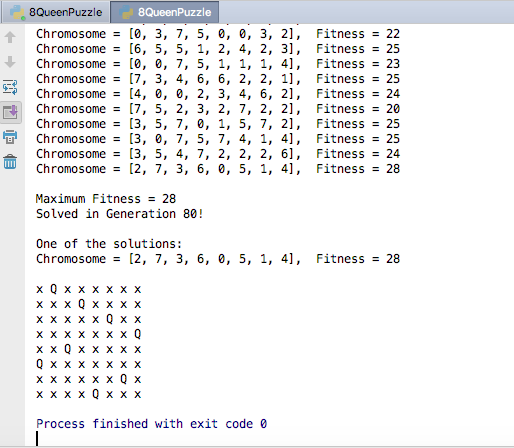 8QueenPuzzle 8QueenPuzzle
Chromosome = [0, 3, 7, 5, 0, 0, 3, 2], Fitness = 22
Chromosome = [6, 5, 5, 1, 2, 4, 2, 3], Fitness = 25
Chromosome = [0, 0, 7, 5, 1, 1, 1, 4], Fitness = 23
Chromosome = [7, 3, 4, 6, 6, 2, 2, 1], Fitness = 25
Chromosome = [4, 0, 0, 2, 3, 4, 6, 2], Fitness = 24
Chromosome = [7, 5, 2, 3, 2, 7, 2, 2], Fitness = 20
Chromosome = [3, 5, 7, 0, 1, 5, 7, 2], Fitness = 25
Chromosome = [3, 0, 7, 5, 7, 4, 1, 4], Fitness = 25
Chromosome = [3, 5, 4, 7, 2, 2, 2, 6], Fitness = 24
Chromosome = [2, 7, 3, 6, 0, 5, 1, 4], Fitness = 28
Maximum Fitness = 28
Solved in Generation 80!
One of the solutions:
Chromosome = [2, 7, 3, 6, 0, 5, 1, 4], Fitness = 28
x Q x x x x x x
x x x Q x x x x
x x x x x Q x x
x x x x x x x Q
x x Q x x x x x
Q x x x x x x x
x x x x x x Q x
x x x x Q x x x
Process finished with exit code 0